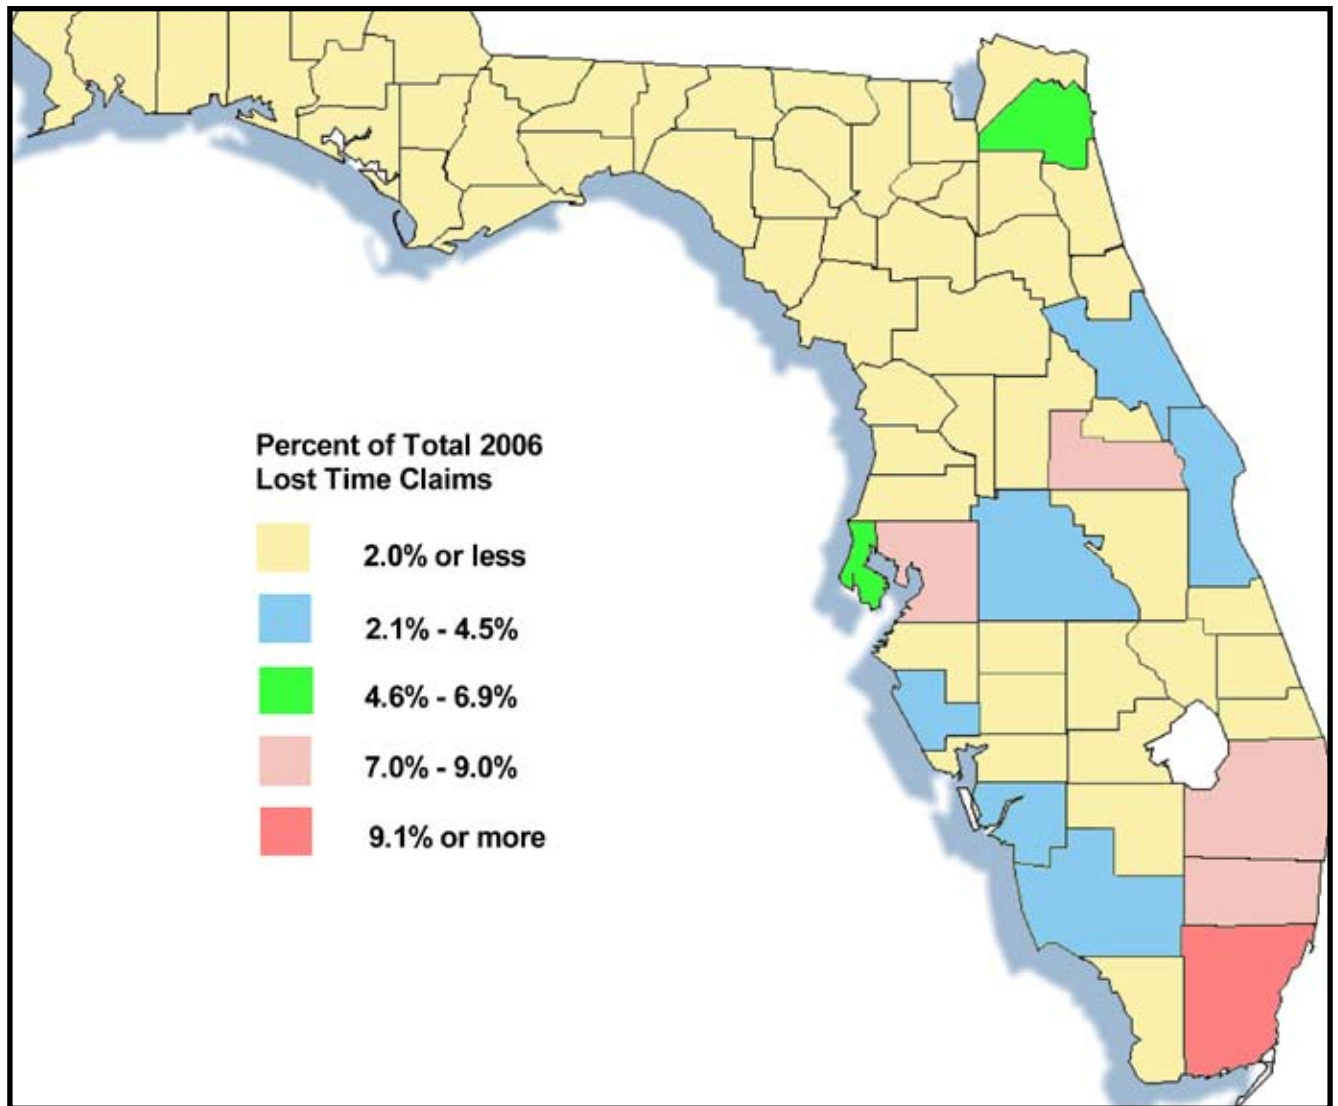 Percent of Total 2006
Lost Time Claims
2.0% or less
2.1% - 4.5%
4.6% - 6.9%
7.0% - 9.0%
9.1% or more